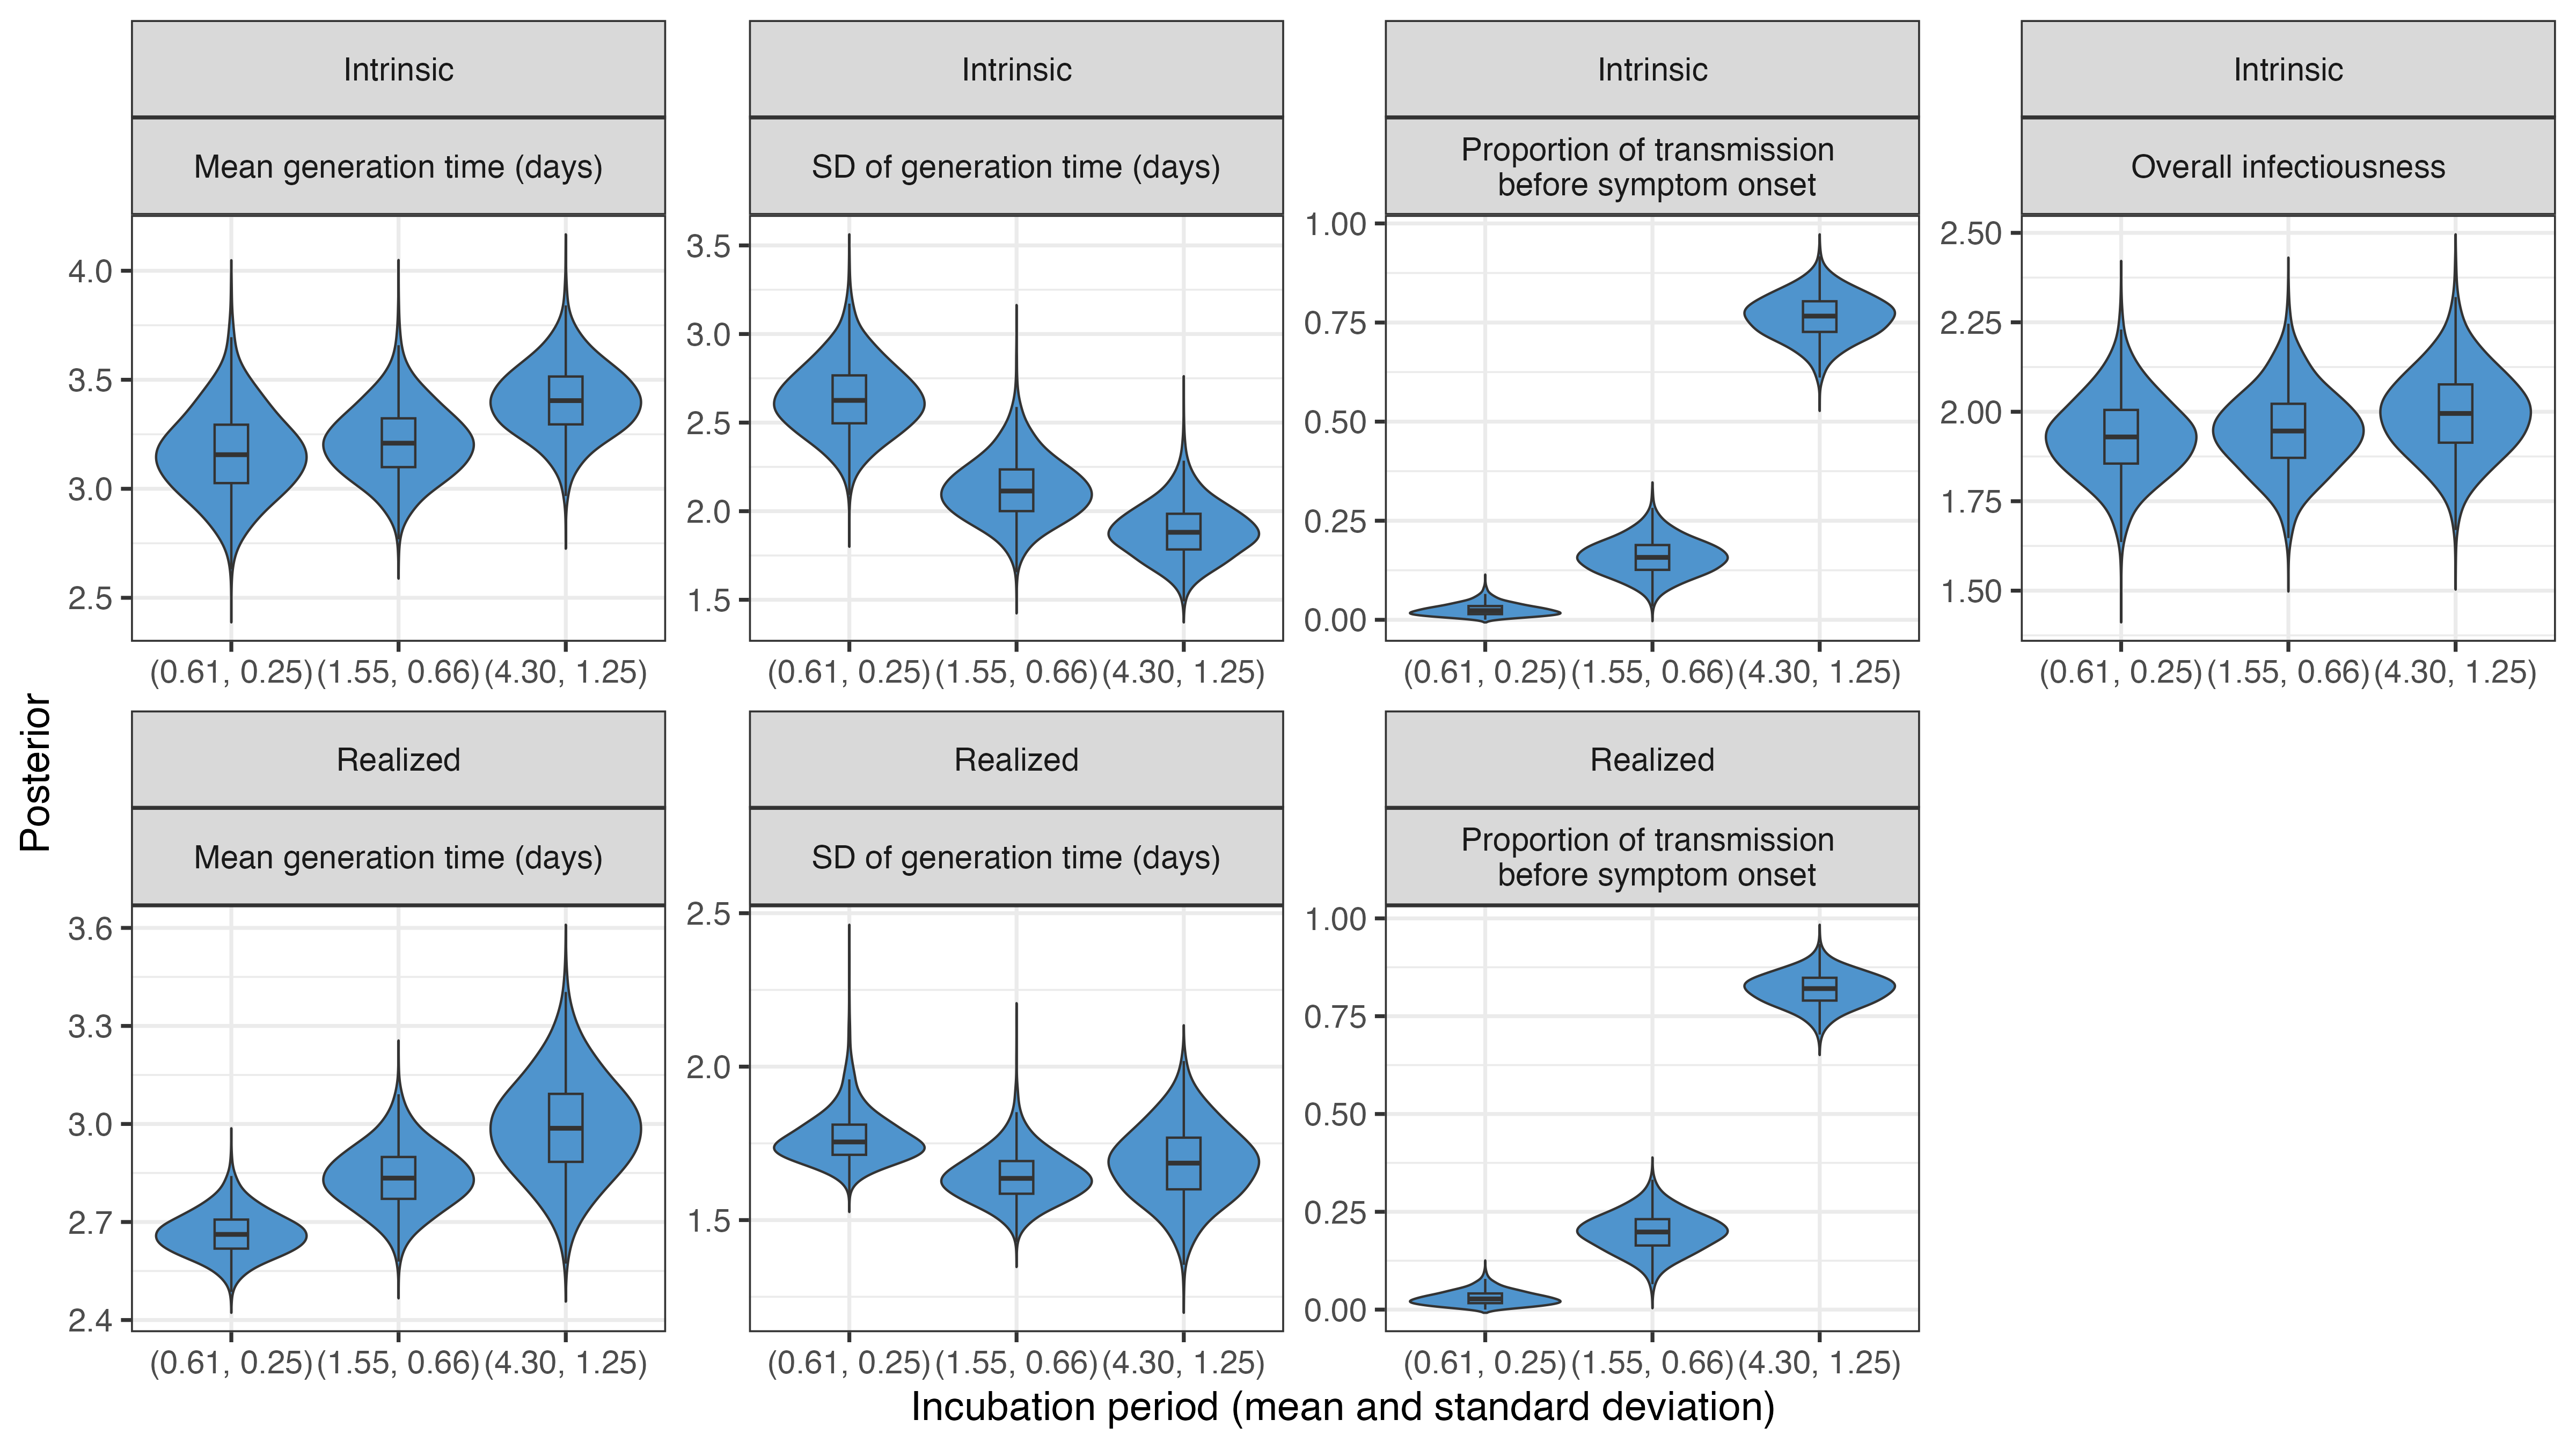 Intrinsic
Intrinsic
Intrinsic
Intrinsic
Mean generation time (days)
SD of generation time (days)
Proportion of transmission
before symptom onset
Overall infectiousness
4.0
3.5
3.0
2.5
3.5
3.0
2.5
2.0
1.5
1.00
0.75
0.50
0.25
0.00
2.50
2.25
2.00
1.75
1.50
(0.61, 0.25) (1.55, 0.66) (4.30, 1.25)
(0.61, 0.25) (1.55, 0.66) (4.30, 1.25)
(0.61, 0.25) (1.55, 0.66) (4.30, 1.25)
(0.61, 0.25) (1.55, 0.66) (4.30, 1.25)
Posterior
Realized
Realized
Realized
Mean generation time (days)
SD of generation time (days)
Proportion of transmission
before symptom onset
3.6
3.3
3.0
2.7
2.4
2.5
2.0
1.5
1.00
0.75
0.50
0.25
0.00
(0.61, 0.25) (1.55, 0.66) (4.30, 1.25)
(0.61, 0.25) (1.55, 0.66) (4.30, 1.25)
(0.61, 0.25) (1.55, 0.66) (4.30, 1.25)
Incubation period (mean and standard deviation)